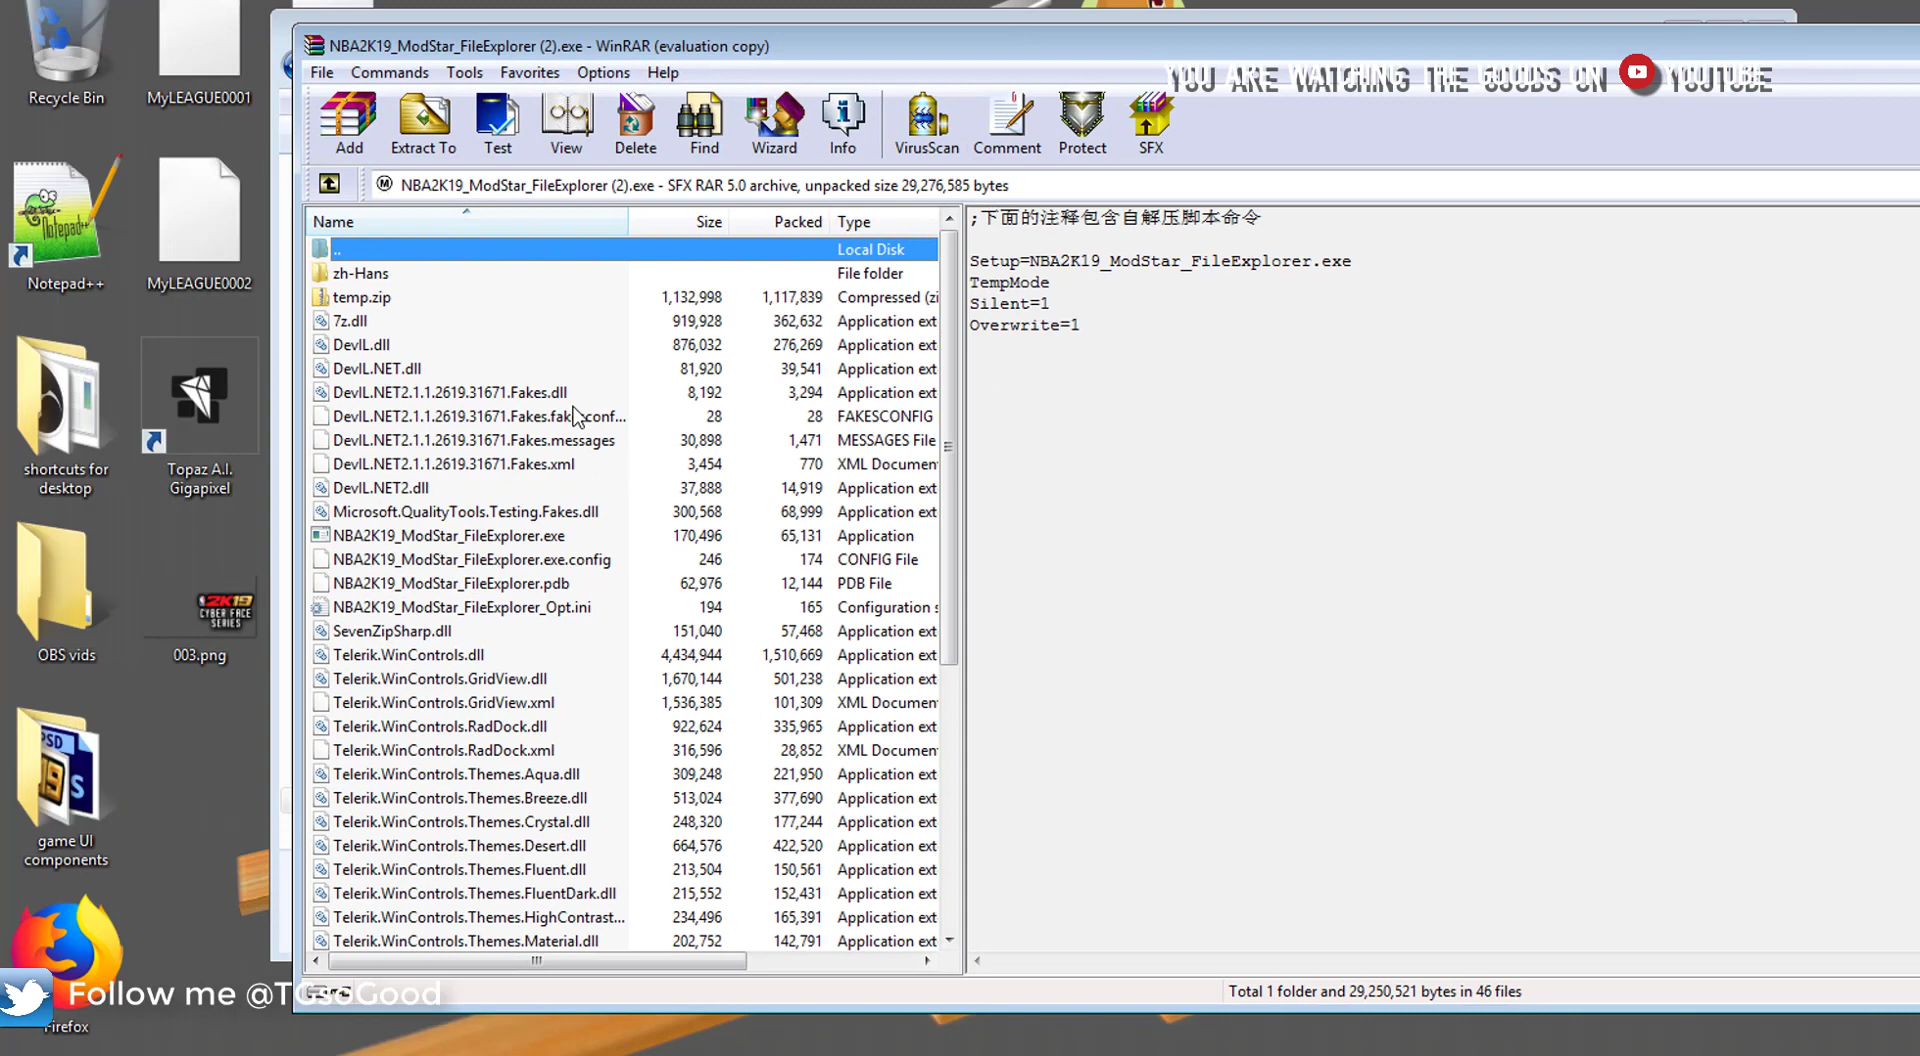 Recycle Bin
MyLEAGUE0001
Notepad++
MyLEAGUE0002
shortcuts for
desktop
Topaz A.I.
Gigapixel
OBS vids
2K19
CYBER FACE
SERIES
003.png
PSD
game UI
components
Firefox
Follow me @TGsoGood
NBA2K19_ModStar_FileExplorer (2).exe - WinRAR (evaluation copy)
File Commands Tools Favorites Options Help
YOU ARE WATCHING THE GOODS ON YOUTUBE
Add Extract To Test View Delete Find Wizard Info VirusScan Comment Protect SFX
NBA2K19_ModStar_FileExplorer (2).exe - SFX RAR 5.0 archive, unpacked size 29,276,585 bytes
Name Size Packed Type
.. Local Disk
zh-Hans File folder
temp.zip 1,132,998 1,117,839 Compressed (zi
7z.dll 919,928 362,632 Application ext
DevIL.dll 876,032 276,269 Application ext
DevIL.NET.dll 81,920 39,541 Application ext
DevIL.NET2.1.1.2619.31671.Fakes.dll 8,192 3,294 Application ext
DevIL.NET2.1.1.2619.31671.Fakes.fakesconf... 28 28 FAKESCONFIG
DevIL.NET2.1.1.2619.31671.Fakes.messages 30,898 1,471 MESSAGES File
DevIL.NET2.1.1.2619.31671.Fakes.xml 3,454 770 XML Documen
DevIL.NET2.dll 37,888 14,919 Application ext
Microsoft.QualityTools.Testing.Fakes.dll 300,568 68,999 Application ext
NBA2K19_ModStar_FileExplorer.exe 170,496 65,131 Application
NBA2K19_ModStar_FileExplorer.exe.config 246 174 CONFIG File
NBA2K19_ModStar_FileExplorer.pdb 62,976 12,144 PDB File
NBA2K19_ModStar_FileExplorer_Opt.ini 194 165 Configuration s
SevenZipSharp.dll 151,040 57,468 Application ext
Telerik.WinControls.dll 4,434,944 1,510,669 Application ext
Telerik.WinControls.GridView.dll 1,670,144 501,238 Application ext
Telerik.WinControls.GridView.xml 1,536,385 101,309 XML Documen
Telerik.WinControls.RadDock.dll 922,624 335,965 Application ext
Telerik.WinControls.RadDock.xml 316,596 28,852 XML Documen
Telerik.WinControls.Themes.Aqua.dll 309,248 221,950 Application ext
Telerik.WinControls.Themes.Breeze.dll 513,024 377,690 Application ext
Telerik.WinControls.Themes.Crystal.dll 248,320 177,244 Application ext
Telerik.WinControls.Themes.Desert.dll 664,576 422,520 Application ext
Telerik.WinControls.Themes.Fluent.dll 213,504 150,561 Application ext
Telerik.WinControls.Themes.FluentDark.dll 215,552 152,431 Application ext
Telerik.WinControls.Themes.HighContrast... 234,496 165,391 Application ext
Telerik.WinControls.Themes.Material.dll 202,752 142,791 Application ext
;下面的注释包含自解压脚本命令
Setup=NBA2K19_ModStar_FileExplorer.exe
TempMode
Silent=1
Overwrite=1
Total 1 folder and 29,250,521 bytes in 46 files